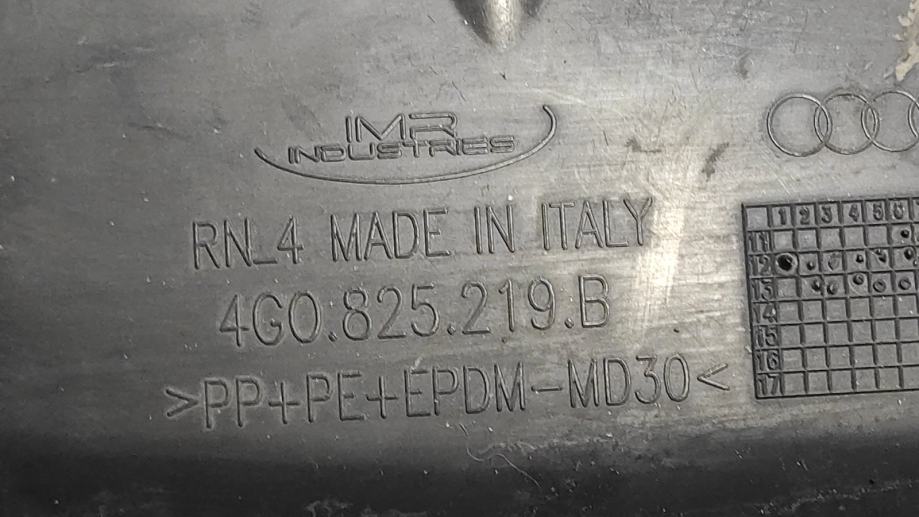 IMR
INDUSTRIES
RN_4 MADE IN ITALY
4G0.825.219.B
>PP+PE+EPDM-MD30<
1 2 3 4 5 6
11
12
13
14
15
16
17